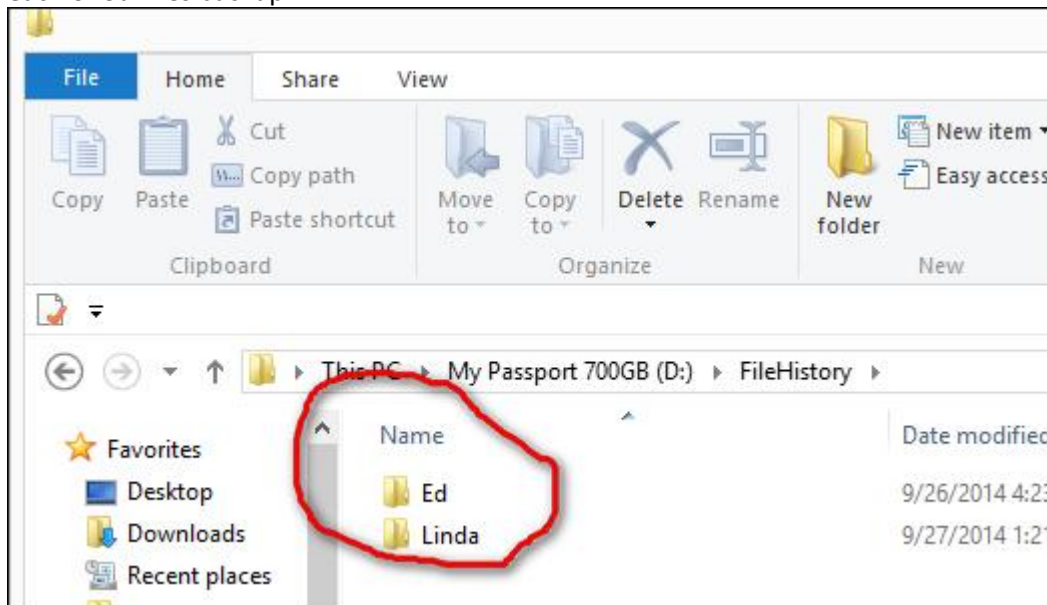 File Home Share View
Cut
Copy path
Paste shortcut
Copy Paste
Move to
Copy to
Delete Rename
New folder
New item
Easy access
Clipboard Organize New
This PC My Passport 700GB (D:) FileHistory
Favorites
Desktop
Downloads
Recent places
Name Date modified
Ed 9/26/2014 4:23
Linda 9/27/2014 1:21